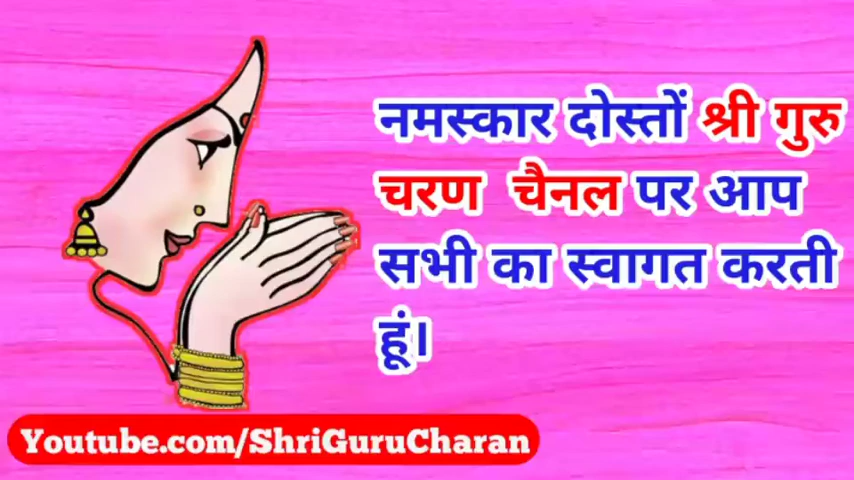 नमस्कार दोस्तों श्री गुरु
चरण चैनल पर आप
सभी का स्वागत करती
हूं।
Youtube.com/ShriGuruCharan